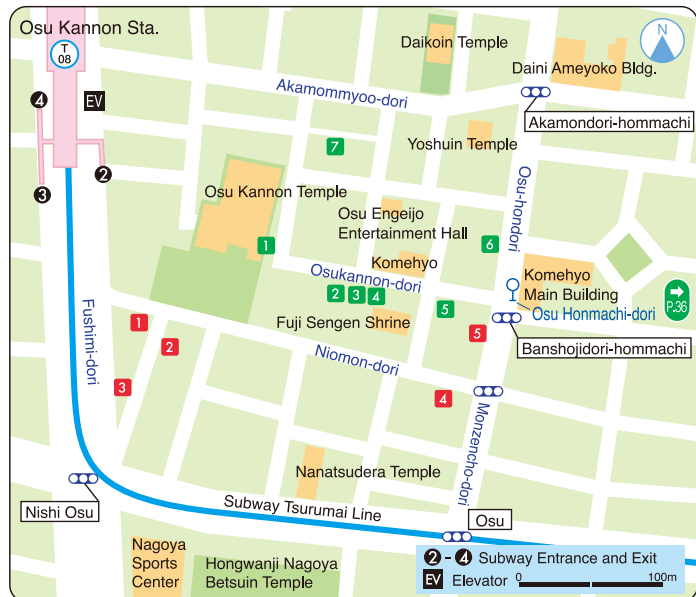 Osu Kannon Sta.
T
08
4
EV
3
2
Daikoin Temple
N
Daini Ameyoko Bldg.
Akamommyoo-dori
Akamondori-hommachi
7
Yoshuin Temple
Osu Kannon Temple
Osu-hondori
Osu Engeijo
Entertainment Hall
1
6
Komehyo
Osukannon-dori
Komehyo
Main Building
2
3
4
5
P.36
Osu Honmachi-dori
Fushimi-dori
Fuji Sengen Shrine
1
2
5
Banshojidori-hommachi
Niomon-dori
3
4
Monzencho-dori
Nanatsudera Temple
Nishi Osu
Subway Tsurumai Line
Osu
Nagoya
Sports
Center
Hongwanji Nagoya
Betsuin Temple
2 - 4 Subway Entrance and Exit
EV Elevator 0 100m